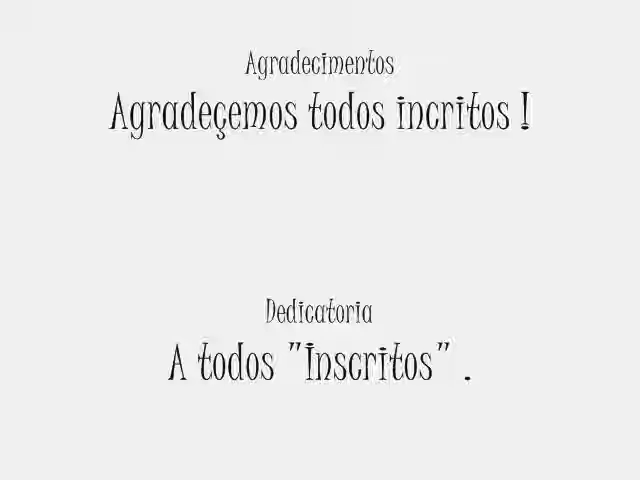 Agradecimentos
Agradeçemos todos incritos !
Dedicatoria
A todos "Inscritos" .